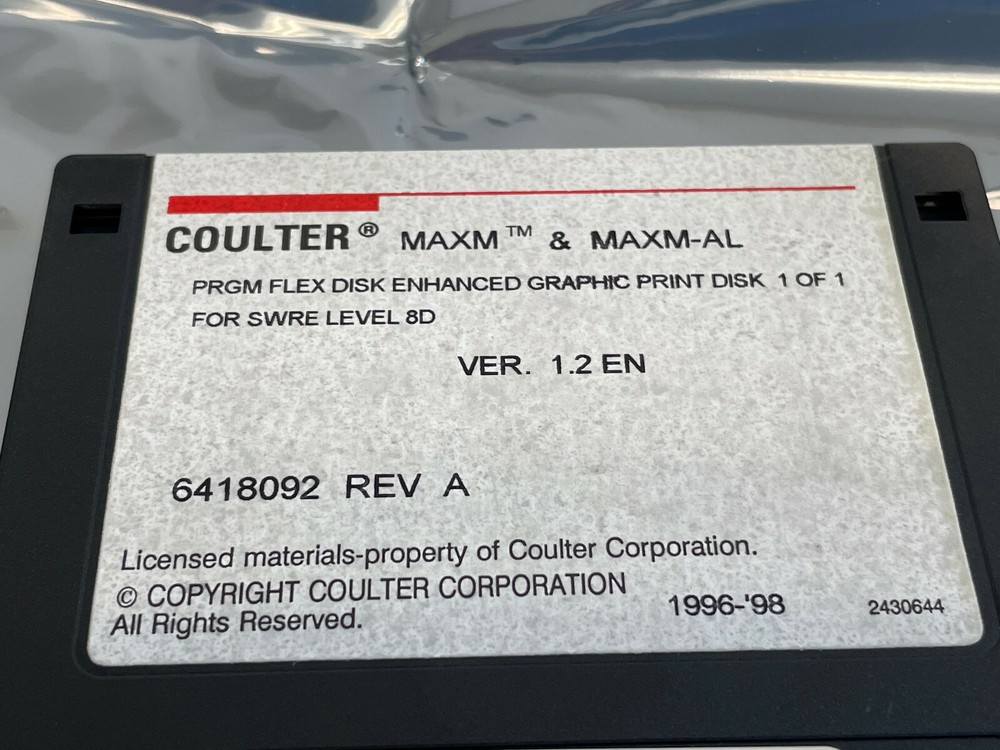 COULTER® MAXM™ & MAXM-AL
PRGM FLEX DISK ENHANCED GRAPHIC PRINT DISK 1 OF 1
FOR SWRE LEVEL 8D
VER. 1.2 EN
6418092 REV A
Licensed materials-property of Coulter Corporation.
© COPYRIGHT COULTER CORPORATION 1996-'98 2430644
All Rights Reserved.